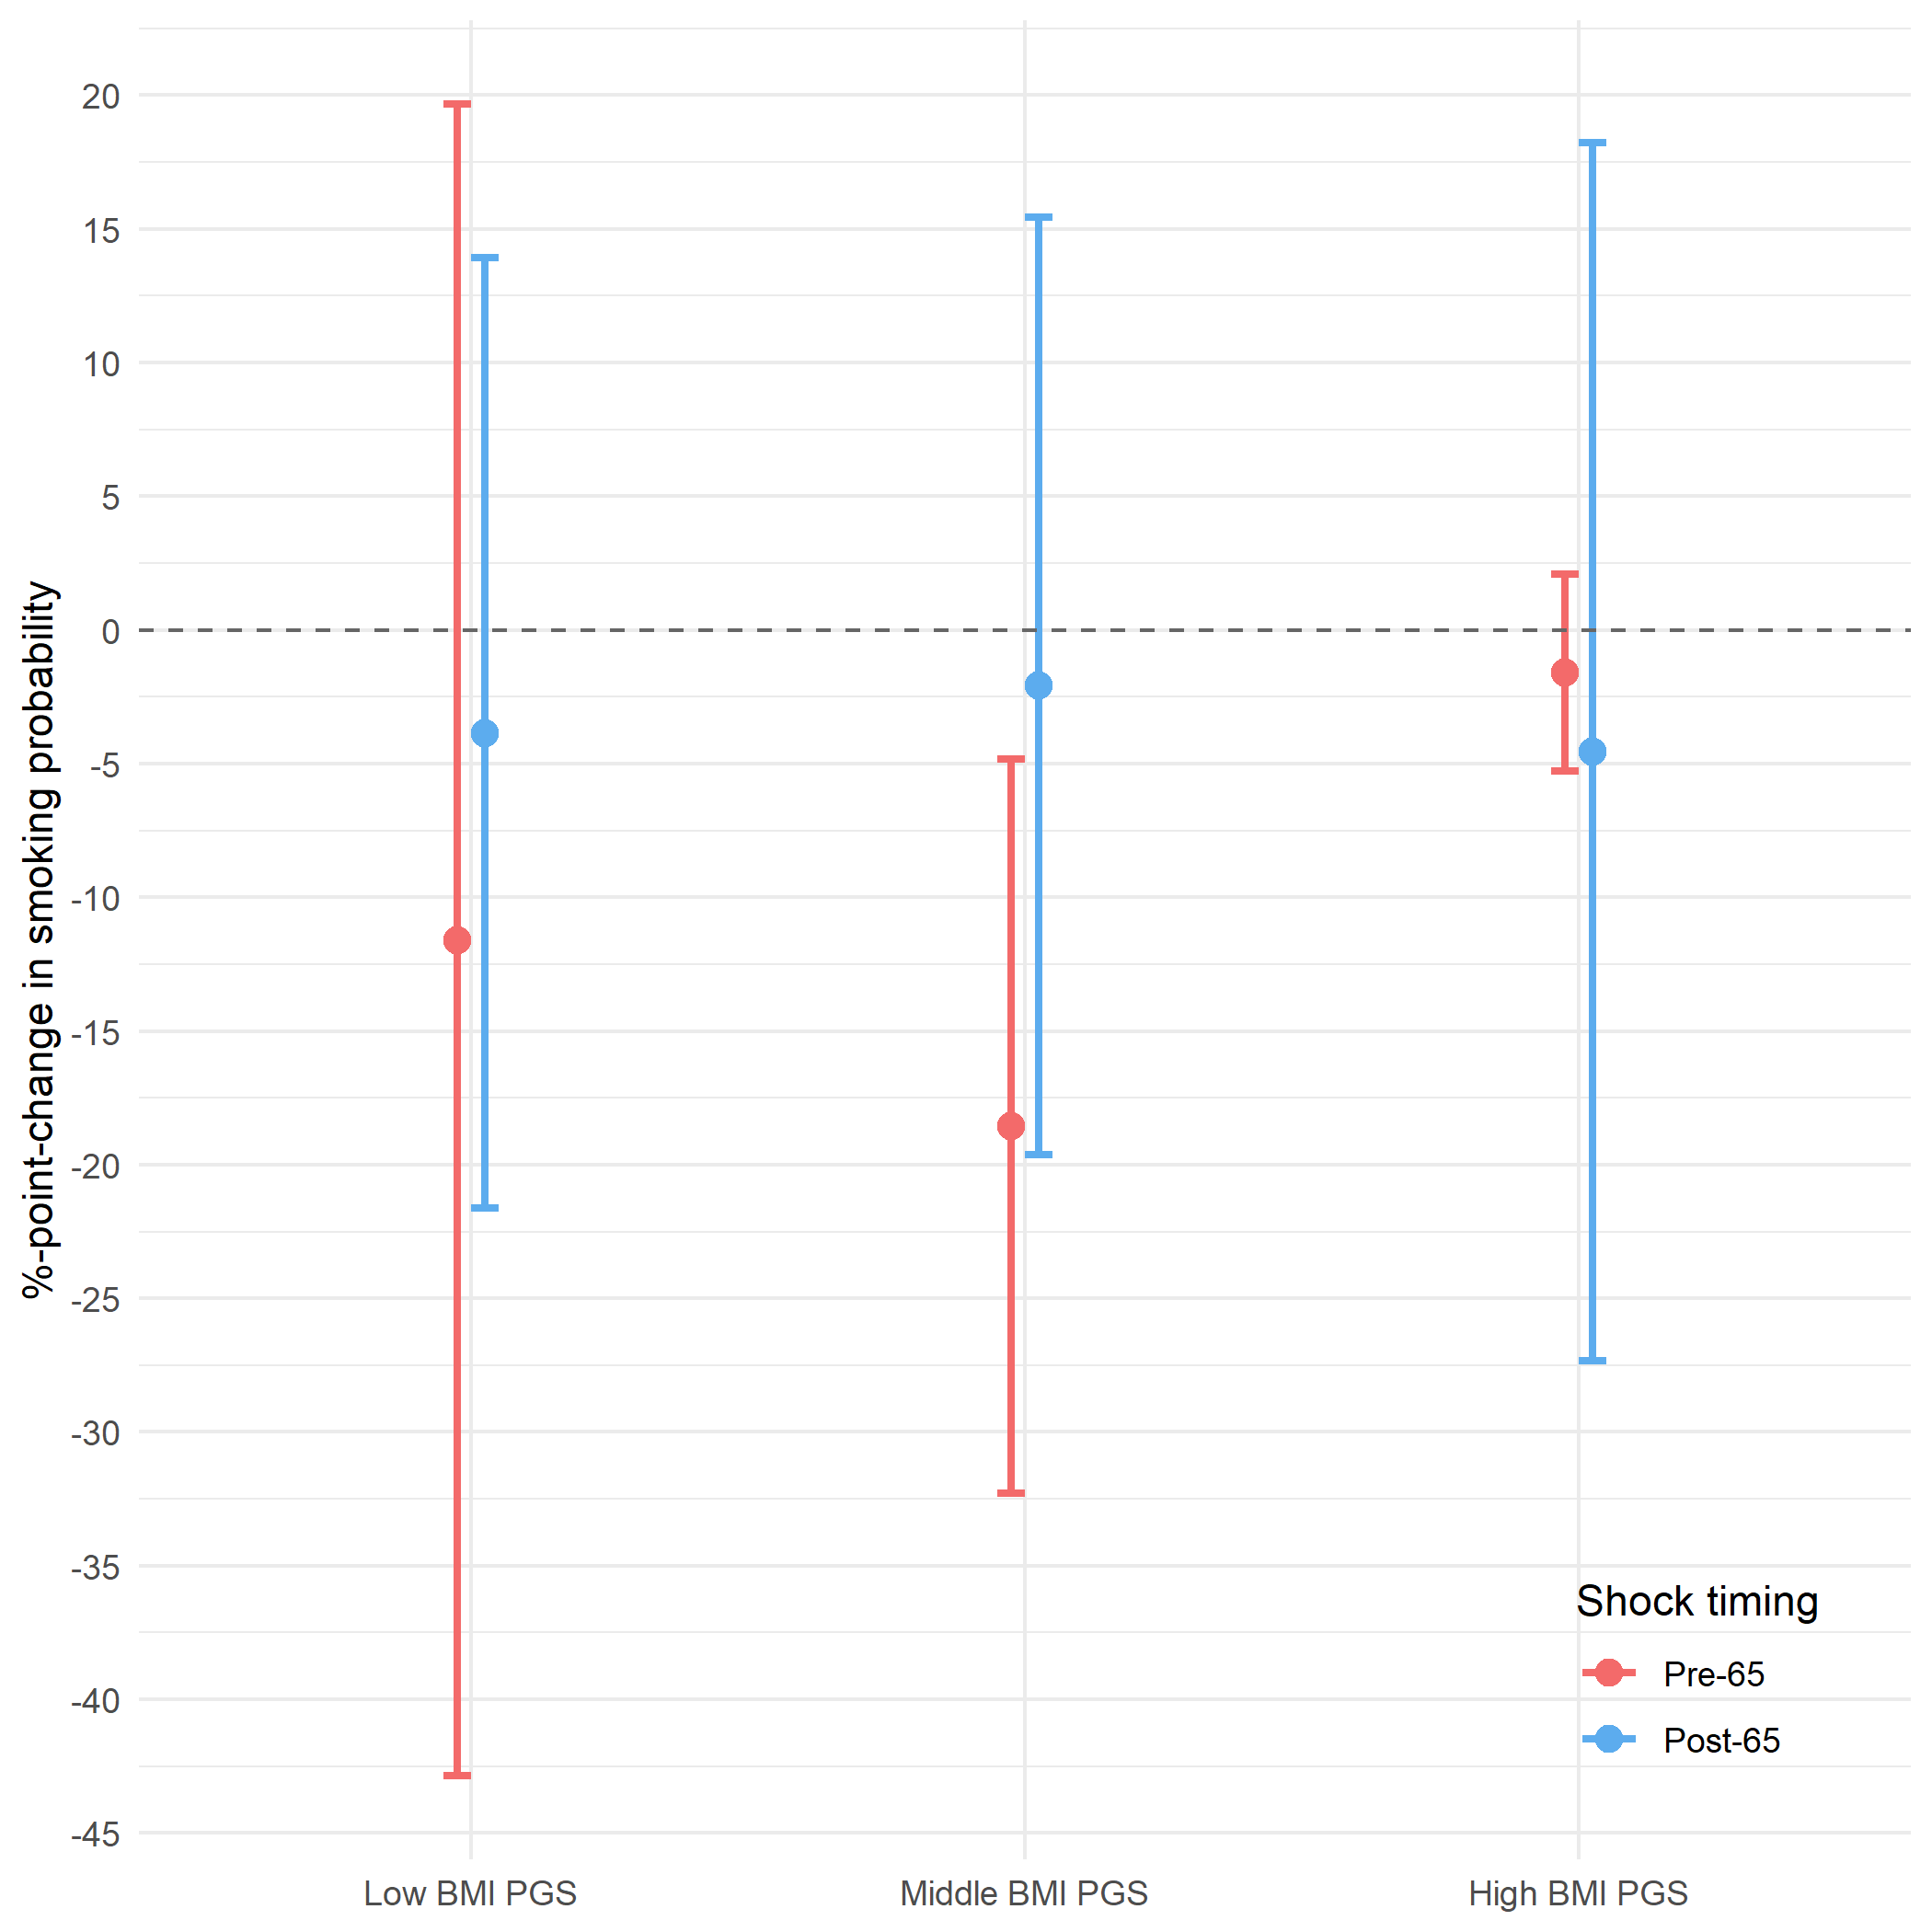 %-point-change in smoking probability
20
15
10
5
0
-5
-10
-15
-20
-25
-30
-35
-40
-45
Low BMI PGS
Middle BMI PGS
High BMI PGS
Shock timing
Pre-65
Post-65